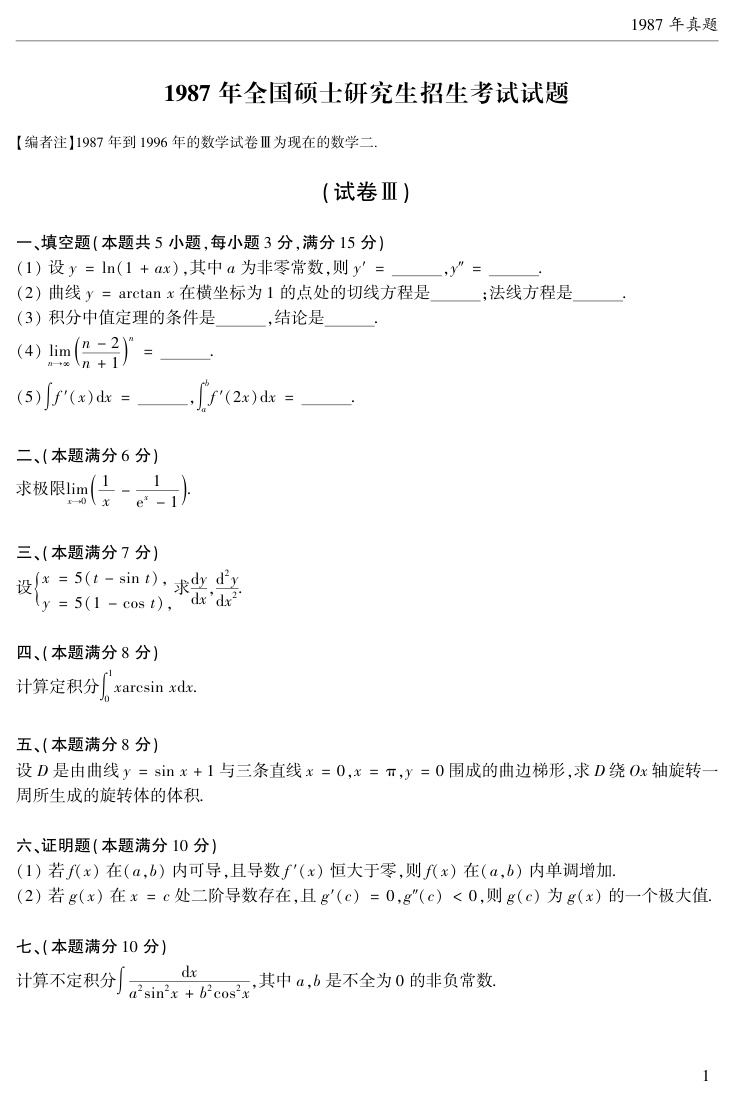 1987 年真题
1987 年全国硕士研究生招生考试试题
【编者注】1987 年到 1996 年的数学试卷Ⅲ为现在的数学二.
(试卷Ⅲ)
一、填空题(本题共 5 小题,每小题 3 分,满分 15 分)
(1) 设 y = ln(1 + ax),其中 a 为非零常数,则 y′ = ______,y″ = ______.
(2) 曲线 y = arctan x 在横坐标为 1 的点处的切线方程是______;法线方程是______.
(3) 积分中值定理的条件是______,结论是______.
(4) lim_{n→∞} ((n − 2)/(n + 1))^n = ______.
(5) ∫f′(x)dx = ______,∫_a^b f′(2x)dx = ______.
二、(本题满分 6 分)
求极限lim_{x→0} (1/x − 1/(e^x − 1)).
三、(本题满分 7 分)
设{x = 5(t − sin t), y = 5(1 − cos t), 求dy/dx, d²y/dx².
四、(本题满分 8 分)
计算定积分∫_0^1 xarcsin xdx.
五、(本题满分 8 分)
设 D 是由曲线 y = sin x + 1 与三条直线 x = 0,x = π,y = 0 围成的曲边梯形,求 D 绕 Ox 轴旋转一
周所生成的旋转体的体积.
六、证明题(本题满分 10 分)
(1) 若 f(x) 在(a,b) 内可导,且导数 f′(x) 恒大于零,则 f(x) 在(a,b) 内单调增加.
(2) 若 g(x) 在 x = c 处二阶导数存在,且 g′(c) = 0,g″(c) < 0,则 g(c) 为 g(x) 的一个极大值.
七、(本题满分 10 分)
计算不定积分∫ dx/(a²sin²x + b²cos²x),其中 a,b 是不全为 0 的非负常数.
1